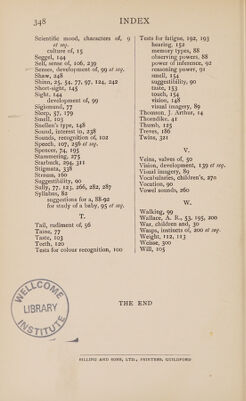 348
INDEX
Scientific mood, characters of, 9
et seq.
culture of, 15
Seggel, 144
Self, sense of, 206, 239
Senses, development of, 99 et seq.
Shaw, 248
Shinn, 25, 54, 77, 97, 124, 242
Short-sight, 145
Sight, 144
development of, 99
Sigismund, 77
Sleep, 57, 179
Small, 103
Snellen's type, 148
Sound, interest in, 238
Sounds, recognition of, 102
Speech, 107, 256 et seq.
Spencer, 74, 195
Stammering, 275
Starbuck, 294, 311
Stigmata, 338
Strauss, 160
Suggestibility, 90
Sully, 77, 123, 266, 282, 287
Syllabus, 82
suggestions for a, 88-92
for study of a baby, 95 et seq.
T.
Tail, rudiment of, 56
Taine, 77
Taste, 103
Teeth, 120
Tests for colour recognition, 100
Tests for fatigue, 192, 193
hearing, 152
memory types, 88
observing powers, 88
power of inference, 92
reasoning power, 91
smell, 154
suggestibility, 90
taste, 153
touch, 154
vision, 148
visual imagery, 89
Thomson, J. Arthur, 14
Thorndike, 41
Thumb, 125
Treves, 186
Twins, 321
V.
Veins, valves of, 50
Vision, development, 139 et seq.
Visual imagery, 89
Vocabularies, children's, 270
Vocation, 90
Vowel sounds, 260
W.
Walking, 99
Wallace, A. R., 53, 195, 200
War, children and, 30
Wasps, instincts of, 200 et seq.
Weight, 112, 113
Weisse, 300
Will, 105
THE END
WELLCOME
LIBRARY
INSTITUTE
BILLING AND SONS, LTD., PRINTERS, GUILDFORD